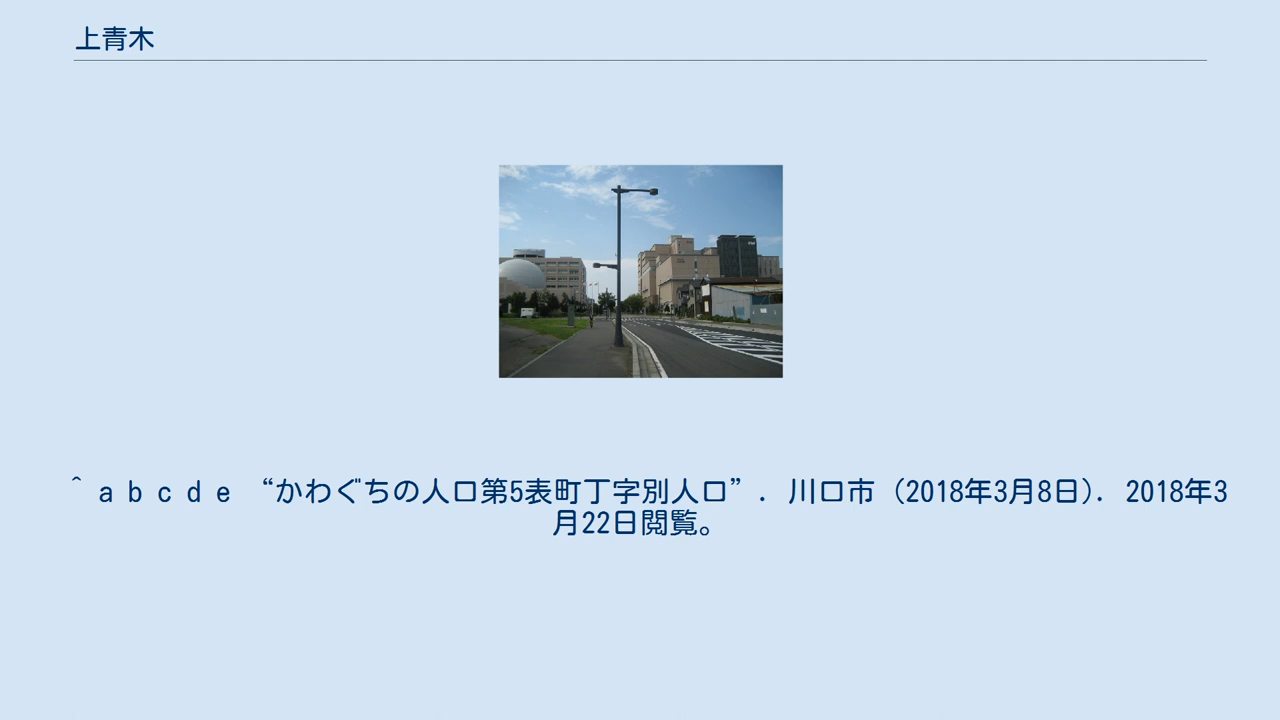 上青木
^ a b c d e “かわぐちの人口第5表町丁字別人口”. 川口市 (2018年3月8日). 2018年3
月22日閲覧。